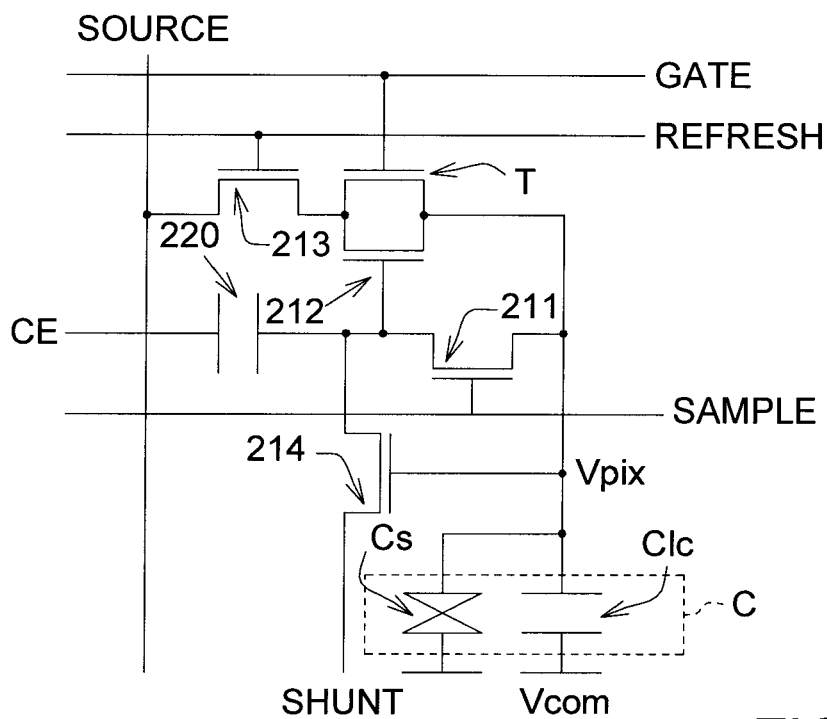 SOURCE
GATE
REFRESH
T
220
213
212
211
CE
SAMPLE
214
Vpix
Cs
Clc
C
SHUNT
Vcom